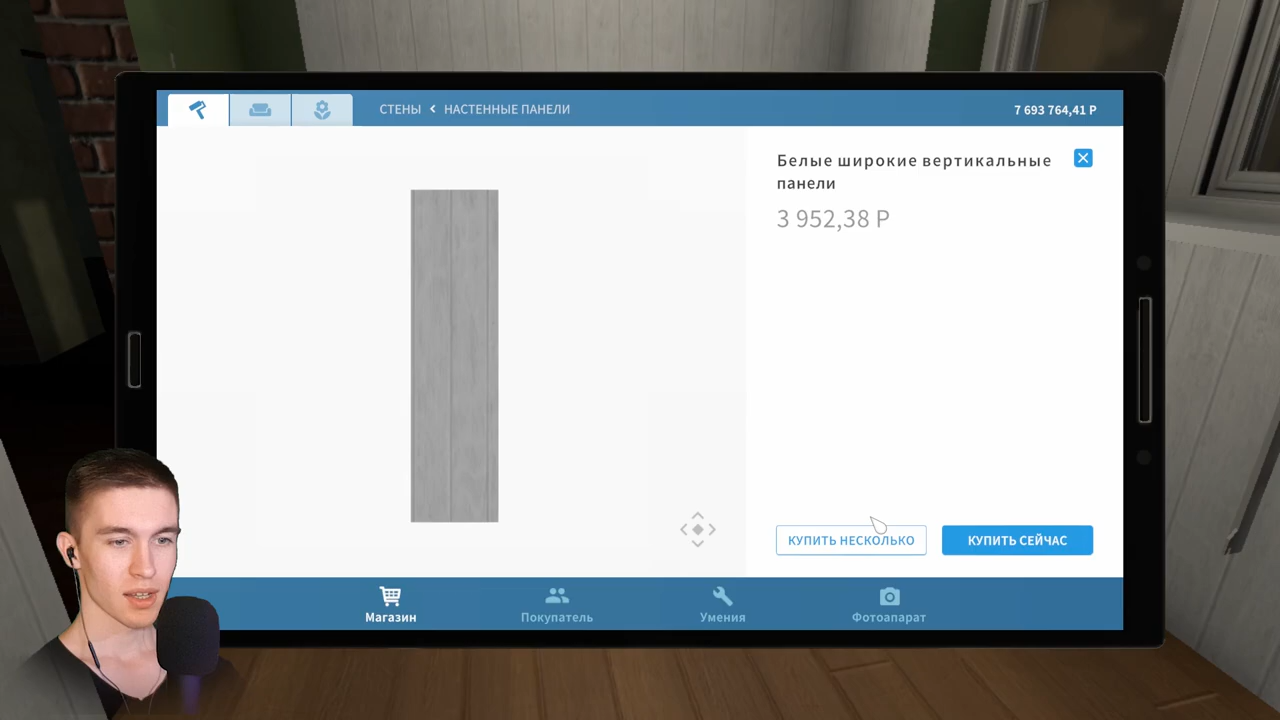 СТЕНЫ < НАСТЕННЫЕ ПАНЕЛИ
7 693 764,41 Р
Белые широкие вертикальные
панели
3 952,38 Р
КУПИТЬ НЕСКОЛЬКО
КУПИТЬ СЕЙЧАС
Магазин
Покупатель
Умения
Фотоапарат